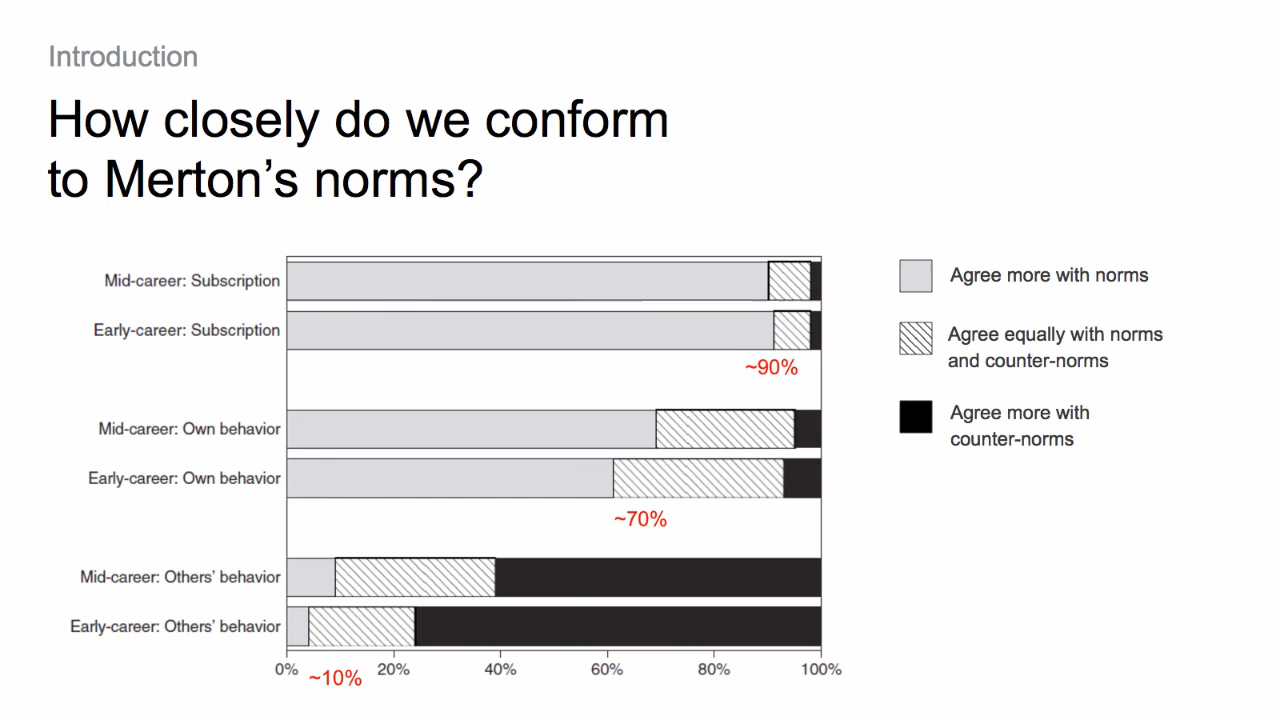 Introduction
How closely do we conform
to Merton's norms?
Mid-career: Subscription
Early-career: Subscription
~90%
Mid-career: Own behavior
Early-career: Own behavior
~70%
Mid-career: Others' behavior
Early-career: Others' behavior
0% 20% 40% 60% 80% 100%
~10%
Agree more with norms
Agree equally with norms
and counter-norms
Agree more with
counter-norms